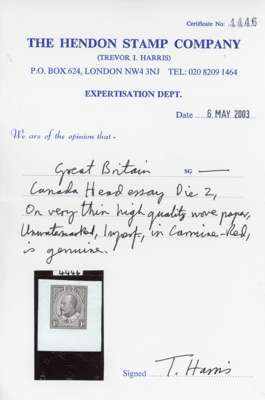 Certificate No: 4446
THE HENDON STAMP COMPANY
(TREVOR I. HARRIS)
P.O. BOX 624, LONDON NW4 3NJ TEL: 020 8209 1464
EXPERTISATION DEPT.
Date 6 MAY 2003
We are of the opinion that -
Great Britain SG —
Canada Head essay Die 2,
On very thin high quality wove paper,
Unwatermarked, Imperf, in Carmine-Red,
is genuine.
4446
Signed T. Harris